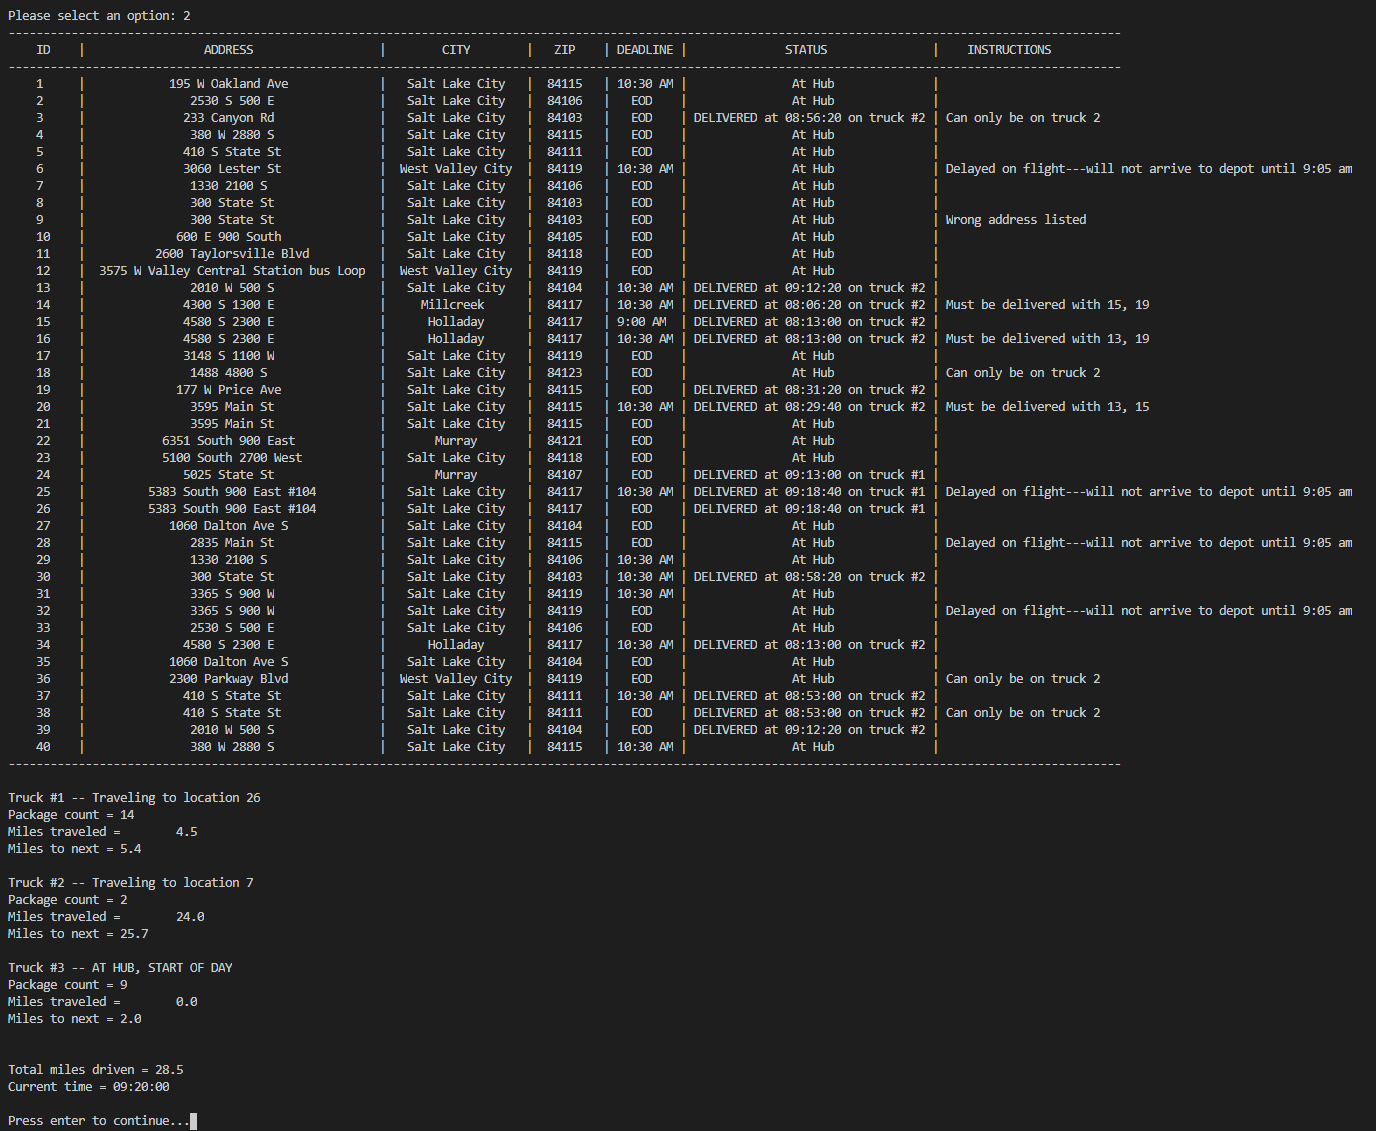 Please select an option: 2
---------------------------------------------------------------------------------------------------------------------------------------------------------------
ID | ADDRESS | CITY | ZIP | DEADLINE | STATUS | INSTRUCTIONS
---------------------------------------------------------------------------------------------------------------------------------------------------------------
1 | 195 W Oakland Ave | Salt Lake City | 84115 | 10:30 AM | At Hub |
2 | 2530 S 500 E | Salt Lake City | 84106 | EOD | At Hub |
3 | 233 Canyon Rd | Salt Lake City | 84103 | EOD | DELIVERED at 08:56:20 on truck #2 | Can only be on truck 2
4 | 380 W 2880 S | Salt Lake City | 84115 | EOD | At Hub |
5 | 410 S State St | Salt Lake City | 84111 | EOD | At Hub |
6 | 3060 Lester St | West Valley City | 84119 | 10:30 AM | At Hub | Delayed on flight---will not arrive to depot until 9:05 am
7 | 1330 2100 S | Salt Lake City | 84106 | EOD | At Hub |
8 | 300 State St | Salt Lake City | 84103 | EOD | At Hub |
9 | 300 State St | Salt Lake City | 84103 | EOD | At Hub | Wrong address listed
10 | 600 E 900 South | Salt Lake City | 84105 | EOD | At Hub |
11 | 2600 Taylorsville Blvd | Salt Lake City | 84118 | EOD | At Hub |
12 | 3575 W Valley Central Station bus Loop | West Valley City | 84119 | EOD | At Hub |
13 | 2010 W 500 S | Salt Lake City | 84104 | 10:30 AM | DELIVERED at 09:12:20 on truck #2 |
14 | 4300 S 1300 E | Millcreek | 84117 | 10:30 AM | DELIVERED at 08:06:20 on truck #2 | Must be delivered with 15, 19
15 | 4580 S 2300 E | Holladay | 84117 | 9:00 AM | DELIVERED at 08:13:00 on truck #2 |
16 | 4580 S 2300 E | Holladay | 84117 | 10:30 AM | DELIVERED at 08:13:00 on truck #2 | Must be delivered with 13, 19
17 | 3148 S 1100 W | Salt Lake City | 84119 | EOD | At Hub |
18 | 1488 4800 S | Salt Lake City | 84123 | EOD | At Hub | Can only be on truck 2
19 | 177 W Price Ave | Salt Lake City | 84115 | EOD | DELIVERED at 08:31:20 on truck #2 |
20 | 3595 Main St | Salt Lake City | 84115 | 10:30 AM | DELIVERED at 08:29:40 on truck #2 | Must be delivered with 13, 15
21 | 3595 Main St | Salt Lake City | 84115 | EOD | At Hub |
22 | 6351 South 900 East | Murray | 84121 | EOD | At Hub |
23 | 5100 South 2700 West | Salt Lake City | 84118 | EOD | At Hub |
24 | 5025 State St | Murray | 84107 | EOD | DELIVERED at 09:13:00 on truck #1 |
25 | 5383 South 900 East #104 | Salt Lake City | 84117 | 10:30 AM | DELIVERED at 09:18:40 on truck #1 | Delayed on flight---will not arrive to depot until 9:05 am
26 | 5383 South 900 East #104 | Salt Lake City | 84117 | EOD | DELIVERED at 09:18:40 on truck #1 |
27 | 1060 Dalton Ave S | Salt Lake City | 84104 | EOD | At Hub |
28 | 2835 Main St | Salt Lake City | 84115 | EOD | At Hub | Delayed on flight---will not arrive to depot until 9:05 am
29 | 1330 2100 S | Salt Lake City | 84106 | 10:30 AM | At Hub |
30 | 300 State St | Salt Lake City | 84103 | 10:30 AM | DELIVERED at 08:58:20 on truck #2 |
31 | 3365 S 900 W | Salt Lake City | 84119 | 10:30 AM | At Hub |
32 | 3365 S 900 W | Salt Lake City | 84119 | EOD | At Hub | Delayed on flight---will not arrive to depot until 9:05 am
33 | 2530 S 500 E | Salt Lake City | 84106 | EOD | At Hub |
34 | 4580 S 2300 E | Holladay | 84117 | 10:30 AM | DELIVERED at 08:13:00 on truck #2 |
35 | 1060 Dalton Ave S | Salt Lake City | 84104 | EOD | At Hub |
36 | 2300 Parkway Blvd | West Valley City | 84119 | EOD | At Hub | Can only be on truck 2
37 | 410 S State St | Salt Lake City | 84111 | 10:30 AM | DELIVERED at 08:53:00 on truck #2 |
38 | 410 S State St | Salt Lake City | 84111 | EOD | DELIVERED at 08:53:00 on truck #2 | Can only be on truck 2
39 | 2010 W 500 S | Salt Lake City | 84104 | EOD | DELIVERED at 09:12:20 on truck #2 |
40 | 380 W 2880 S | Salt Lake City | 84115 | 10:30 AM | At Hub |
---------------------------------------------------------------------------------------------------------------------------------------------------------------
Truck #1 -- Traveling to location 26
Package count = 14
Miles traveled = 4.5
Miles to next = 5.4
Truck #2 -- Traveling to location 7
Package count = 2
Miles traveled = 24.0
Miles to next = 25.7
Truck #3 -- AT HUB, START OF DAY
Package count = 9
Miles traveled = 0.0
Miles to next = 2.0
Total miles driven = 28.5
Current time = 09:20:00
Press enter to continue...